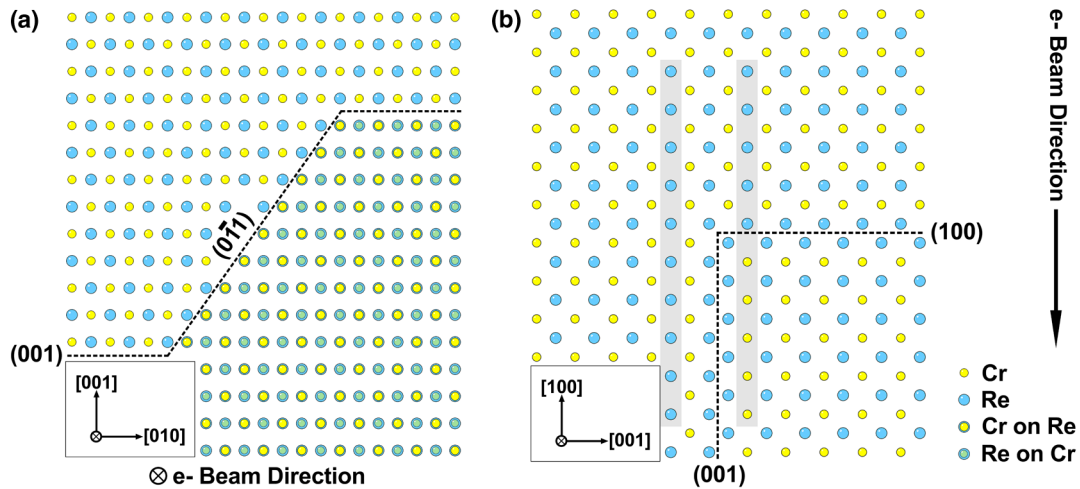 (a)
(b)
e- Beam Direction
(01̄1)
(100)
(001)
[001]
[010]
⊗ e- Beam Direction
[100]
[001]
(001)
Cr
Re
Cr on Re
Re on Cr